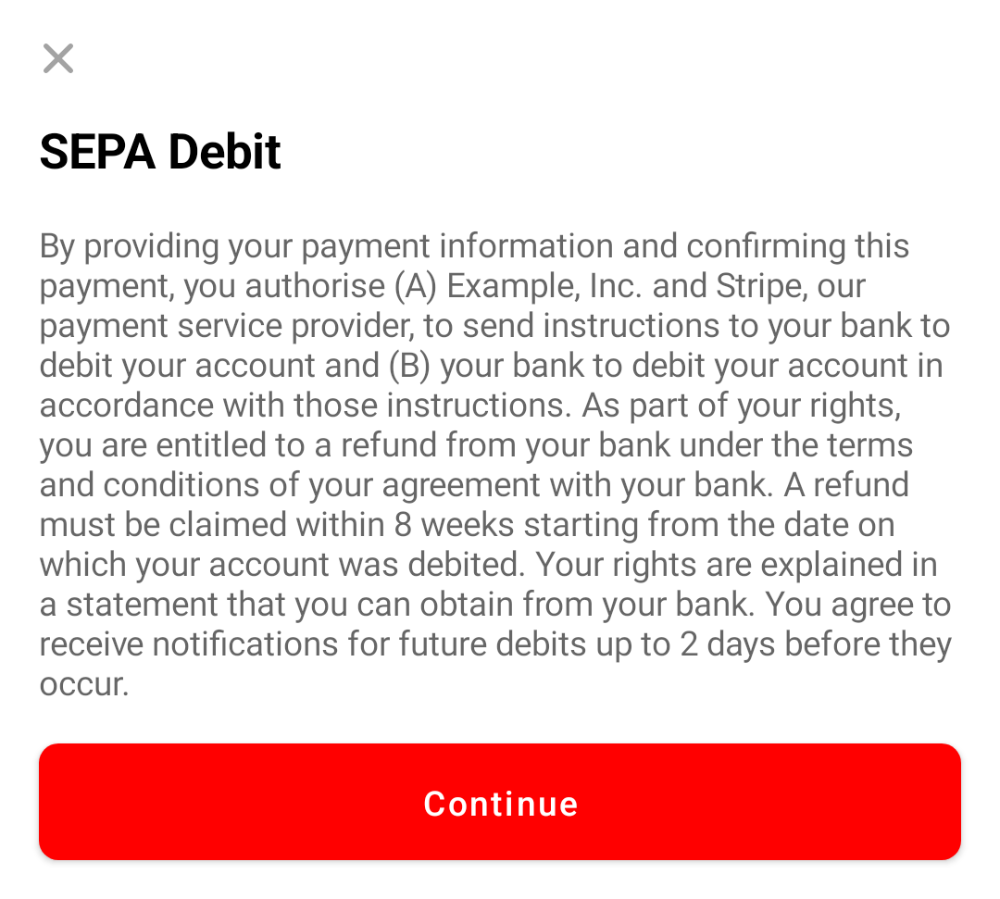 SEPA Debit
By providing your payment information and confirming this
payment, you authorise (A) Example, Inc. and Stripe, our
payment service provider, to send instructions to your bank to
debit your account and (B) your bank to debit your account in
accordance with those instructions. As part of your rights,
you are entitled to a refund from your bank under the terms
and conditions of your agreement with your bank. A refund
must be claimed within 8 weeks starting from the date on
which your account was debited. Your rights are explained in
a statement that you can obtain from your bank. You agree to
receive notifications for future debits up to 2 days before they
occur.
Continue